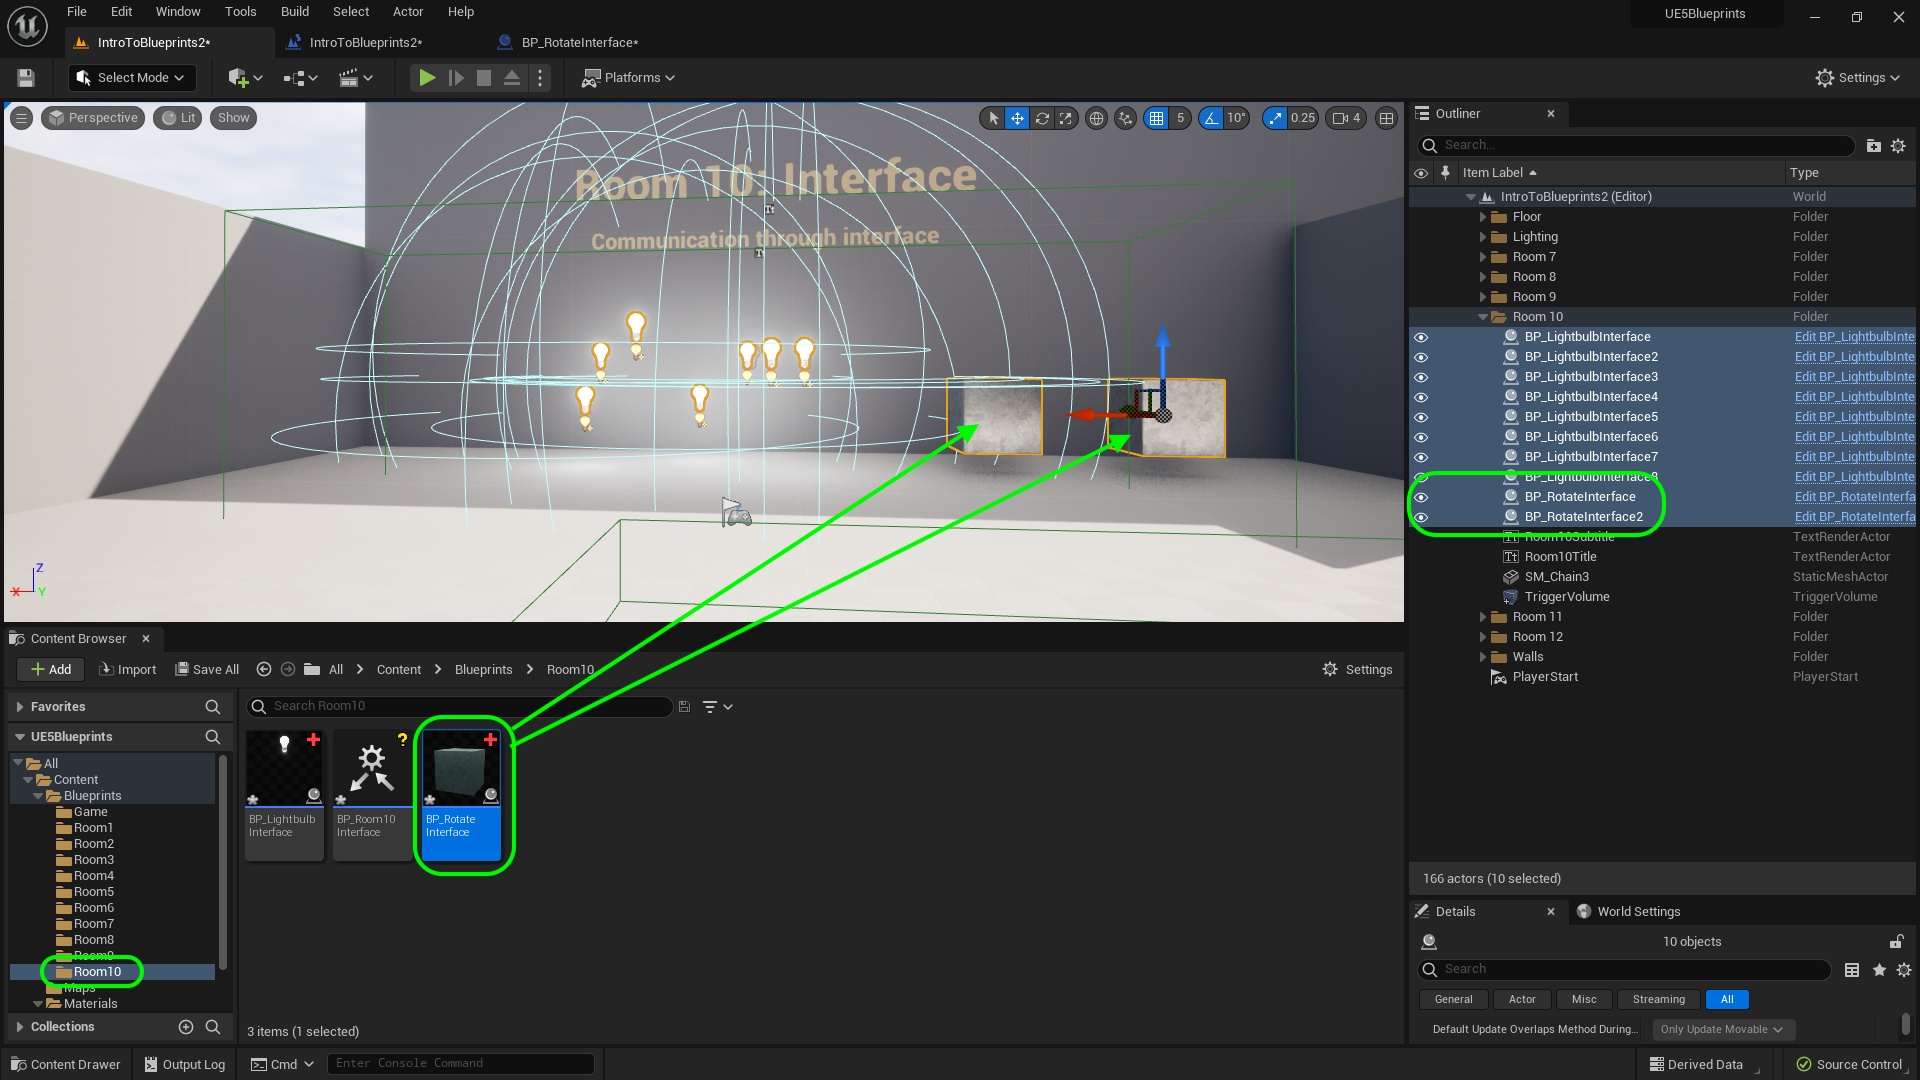 File Edit Window Tools Build Select Actor Help
UE5Blueprints
IntroToBlueprints2*
IntroToBlueprints2*
BP_RotateInterface*
Select Mode
Platforms
Settings
Perspective
Lit
Show
5
10°
0.25
4
Room 10: Interface
Communication through interface
Z
X
Y
Outliner
Search...
Item Label
Type
IntroToBlueprints2 (Editor) World
Floor Folder
Lighting Folder
Room 7 Folder
Room 8 Folder
Room 9 Folder
Room 10 Folder
BP_LightbulbInterface Edit BP_LightbulbInte
BP_LightbulbInterface2 Edit BP_LightbulbInte
BP_LightbulbInterface3 Edit BP_LightbulbInte
BP_LightbulbInterface4 Edit BP_LightbulbInte
BP_LightbulbInterface5 Edit BP_LightbulbInte
BP_LightbulbInterface6 Edit BP_LightbulbInte
BP_LightbulbInterface7 Edit BP_LightbulbInte
BP_LightbulbInterface8 Edit BP_LightbulbInte
BP_RotateInterface Edit BP_RotateInterfa
BP_RotateInterface2 Edit BP_RotateInterfa
Room10Subtitle TextRenderActor
Room10Title TextRenderActor
SM_Chain3 StaticMeshActor
TriggerVolume TriggerVolume
Room 11 Folder
Room 12 Folder
Walls Folder
PlayerStart PlayerStart
166 actors (10 selected)
Content Browser
Add
Import
Save All
All
Content
Blueprints
Room10
Settings
Favorites
UE5Blueprints
All
Content
Blueprints
Game
Room1
Room2
Room3
Room4
Room5
Room6
Room7
Room8
Room9
Room10
Maps
Materials
Collections
Search Room10
BP_Lightbulb
Interface
BP_Room10
Interface
BP_Rotate
Interface
3 items (1 selected)
Details
World Settings
10 objects
Search
General
Actor
Misc
Streaming
All
Default Update Overlaps Method During...
Only Update Movable
Content Drawer
Output Log
Cmd
Enter Console Command
Derived Data
Source Control